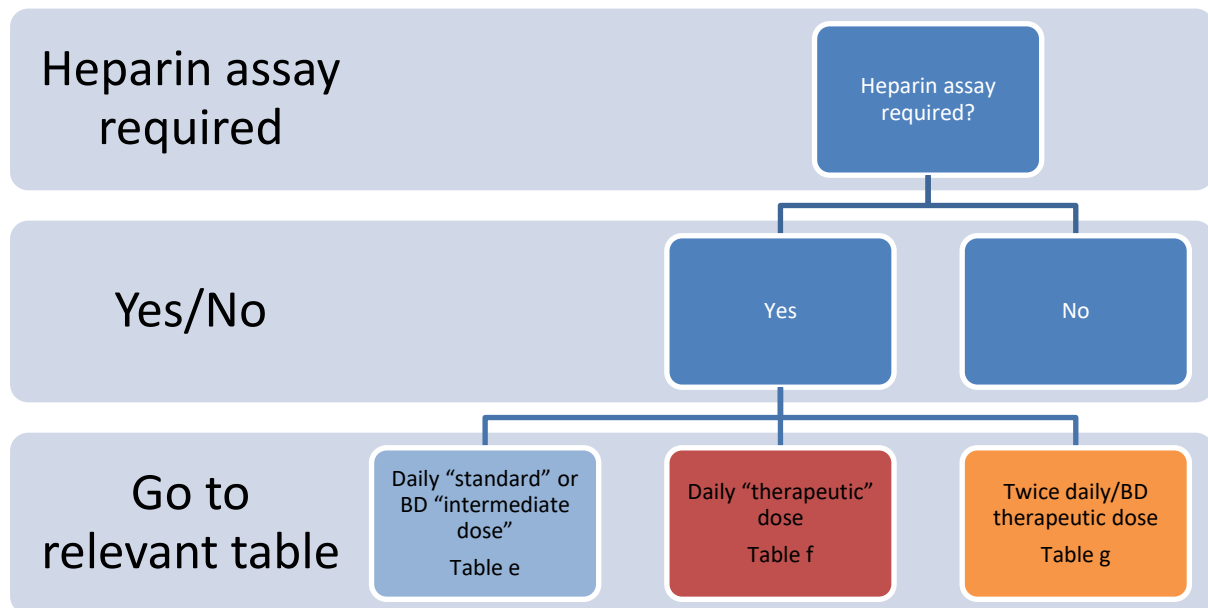 Heparin assay
required
Heparin assay
required?
Yes/No
Yes
No
Go to
relevant table
Daily “standard” or
BD “intermediate
dose”
Table e
Daily “therapeutic”
dose
Table f
Twice daily/BD
therapeutic dose
Table g